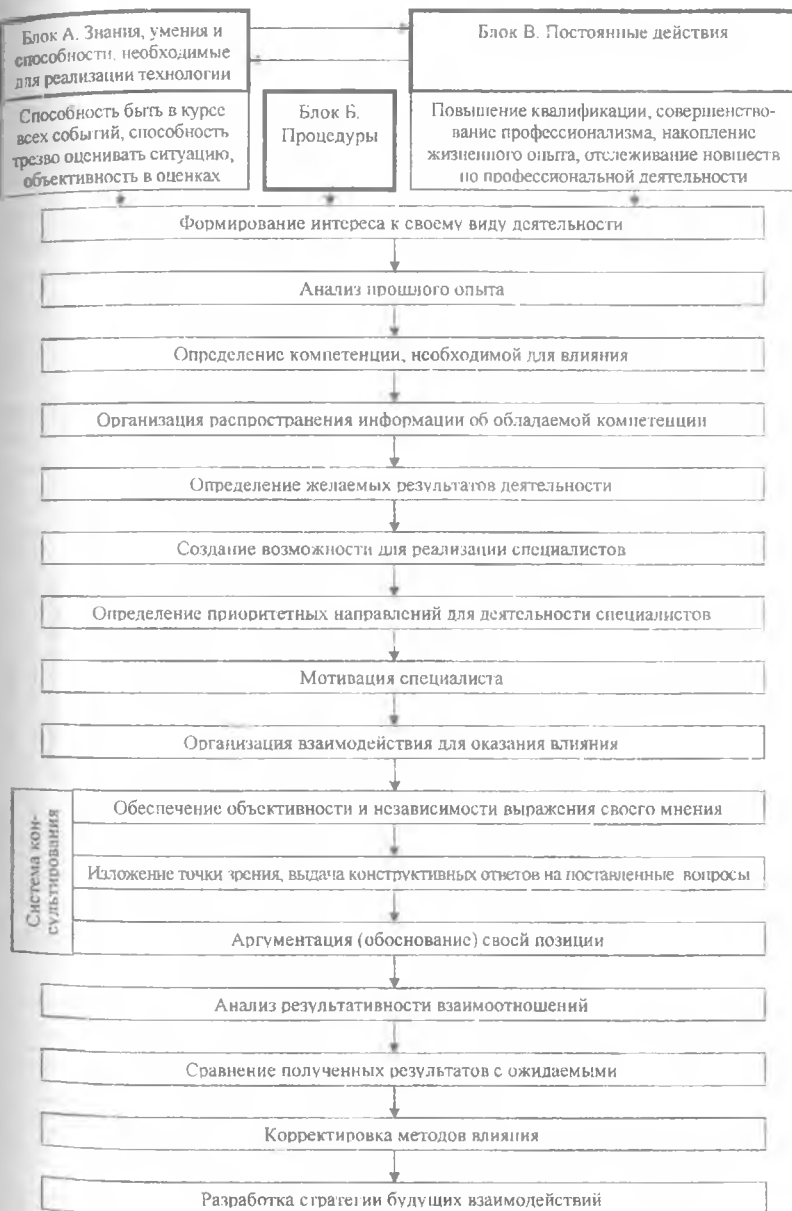 Блок А. Знания, умения и
способности, необходимые
для реализации технологии
Блок В. Постоянные действия
Способность быть в курсе
всех событий, способность
трезво оценивать ситуацию,
объективность в оценках
Блок Б.
Процедуры
Повышение квалификации, совершенство-
вание профессионализма, накопление
жизненного опыта, отслеживание новшеств
по профессиональной деятельности
Формирование интереса к своему виду деятельности
Анализ прошлого опыта
Определение компетенции, необходимой для влияния
Организация распространения информации об обладаемой компетенции
Определение желаемых результатов деятельности
Создание возможности для реализации специалистов
Определение приоритетных направлений для деятельности специалистов
Мотивация специалиста
Организация взаимодействия для оказания влияния
Система кон-
сультирования
Обеспечение объективности и независимости выражения своего мнения
Изложение точки зрения, выдача конструктивных ответов на поставленные вопросы
Аргументация (обоснование) своей позиции
Анализ результативности взаимоотношений
Сравнение полученных результатов с ожидаемыми
Корректировка методов влияния
Разработка стратегии будущих взаимодействий